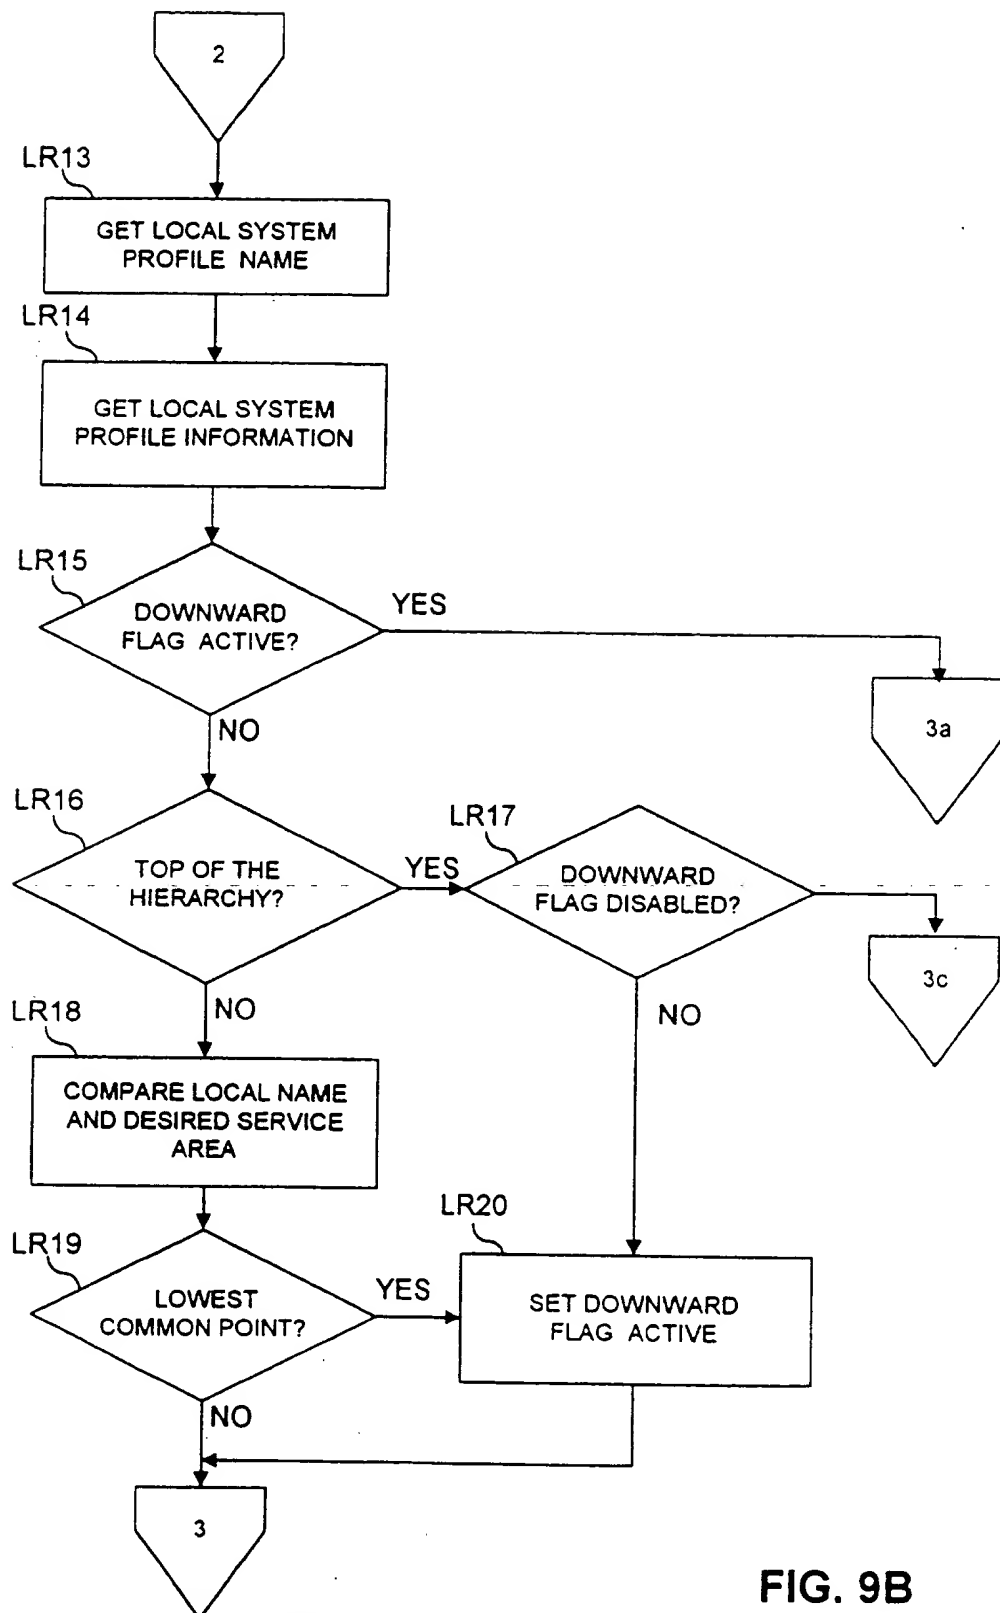 2
LR13
GET LOCAL SYSTEM
PROFILE NAME
LR14
GET LOCAL SYSTEM
PROFILE INFORMATION
LR15
DOWNWARD
FLAG ACTIVE?
YES
3a
NO
LR16
TOP OF THE
HIERARCHY?
YES
LR17
DOWNWARD
FLAG DISABLED?
3c
NO
NO
LR18
COMPARE LOCAL NAME
AND DESIRED SERVICE
AREA
LR19
LOWEST
COMMON POINT?
YES
LR20
SET DOWNWARD
FLAG ACTIVE
NO
3
FIG. 9B